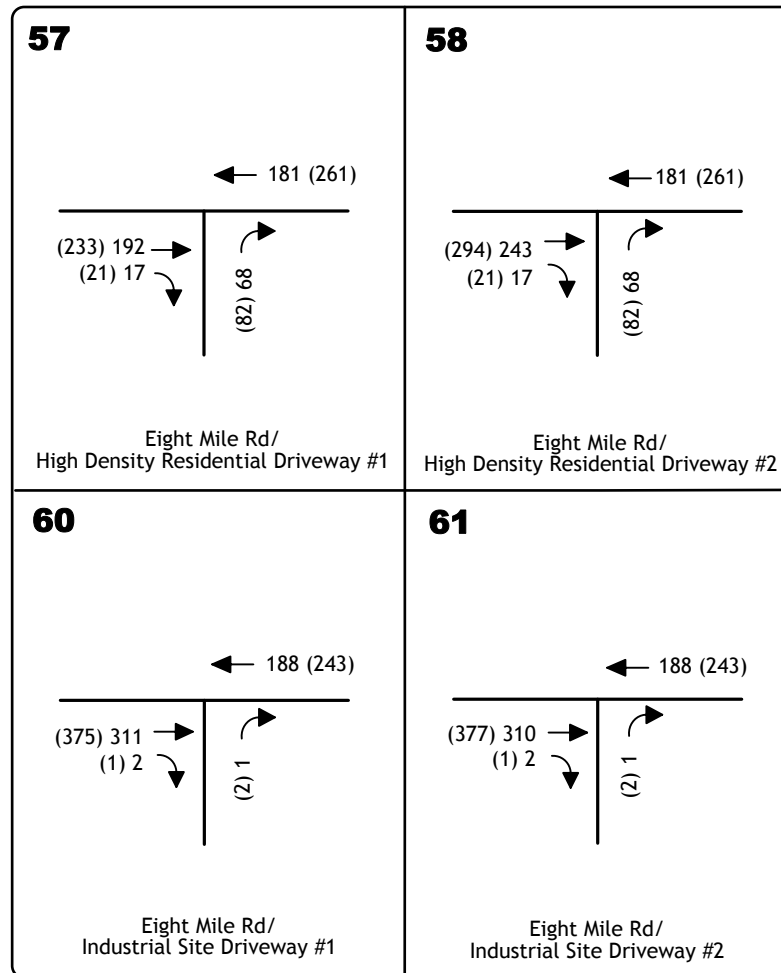 57
181 (261)
(233) 192
(21) 17
(82) 68
Eight Mile Rd/
High Density Residential Driveway #1
58
181 (261)
(294) 243
(21) 17
(82) 68
Eight Mile Rd/
High Density Residential Driveway #2
60
188 (243)
(375) 311
(1) 2
(2) 1
Eight Mile Rd/
Industrial Site Driveway #1
61
188 (243)
(377) 310
(1) 2
(2) 1
Eight Mile Rd/
Industrial Site Driveway #2